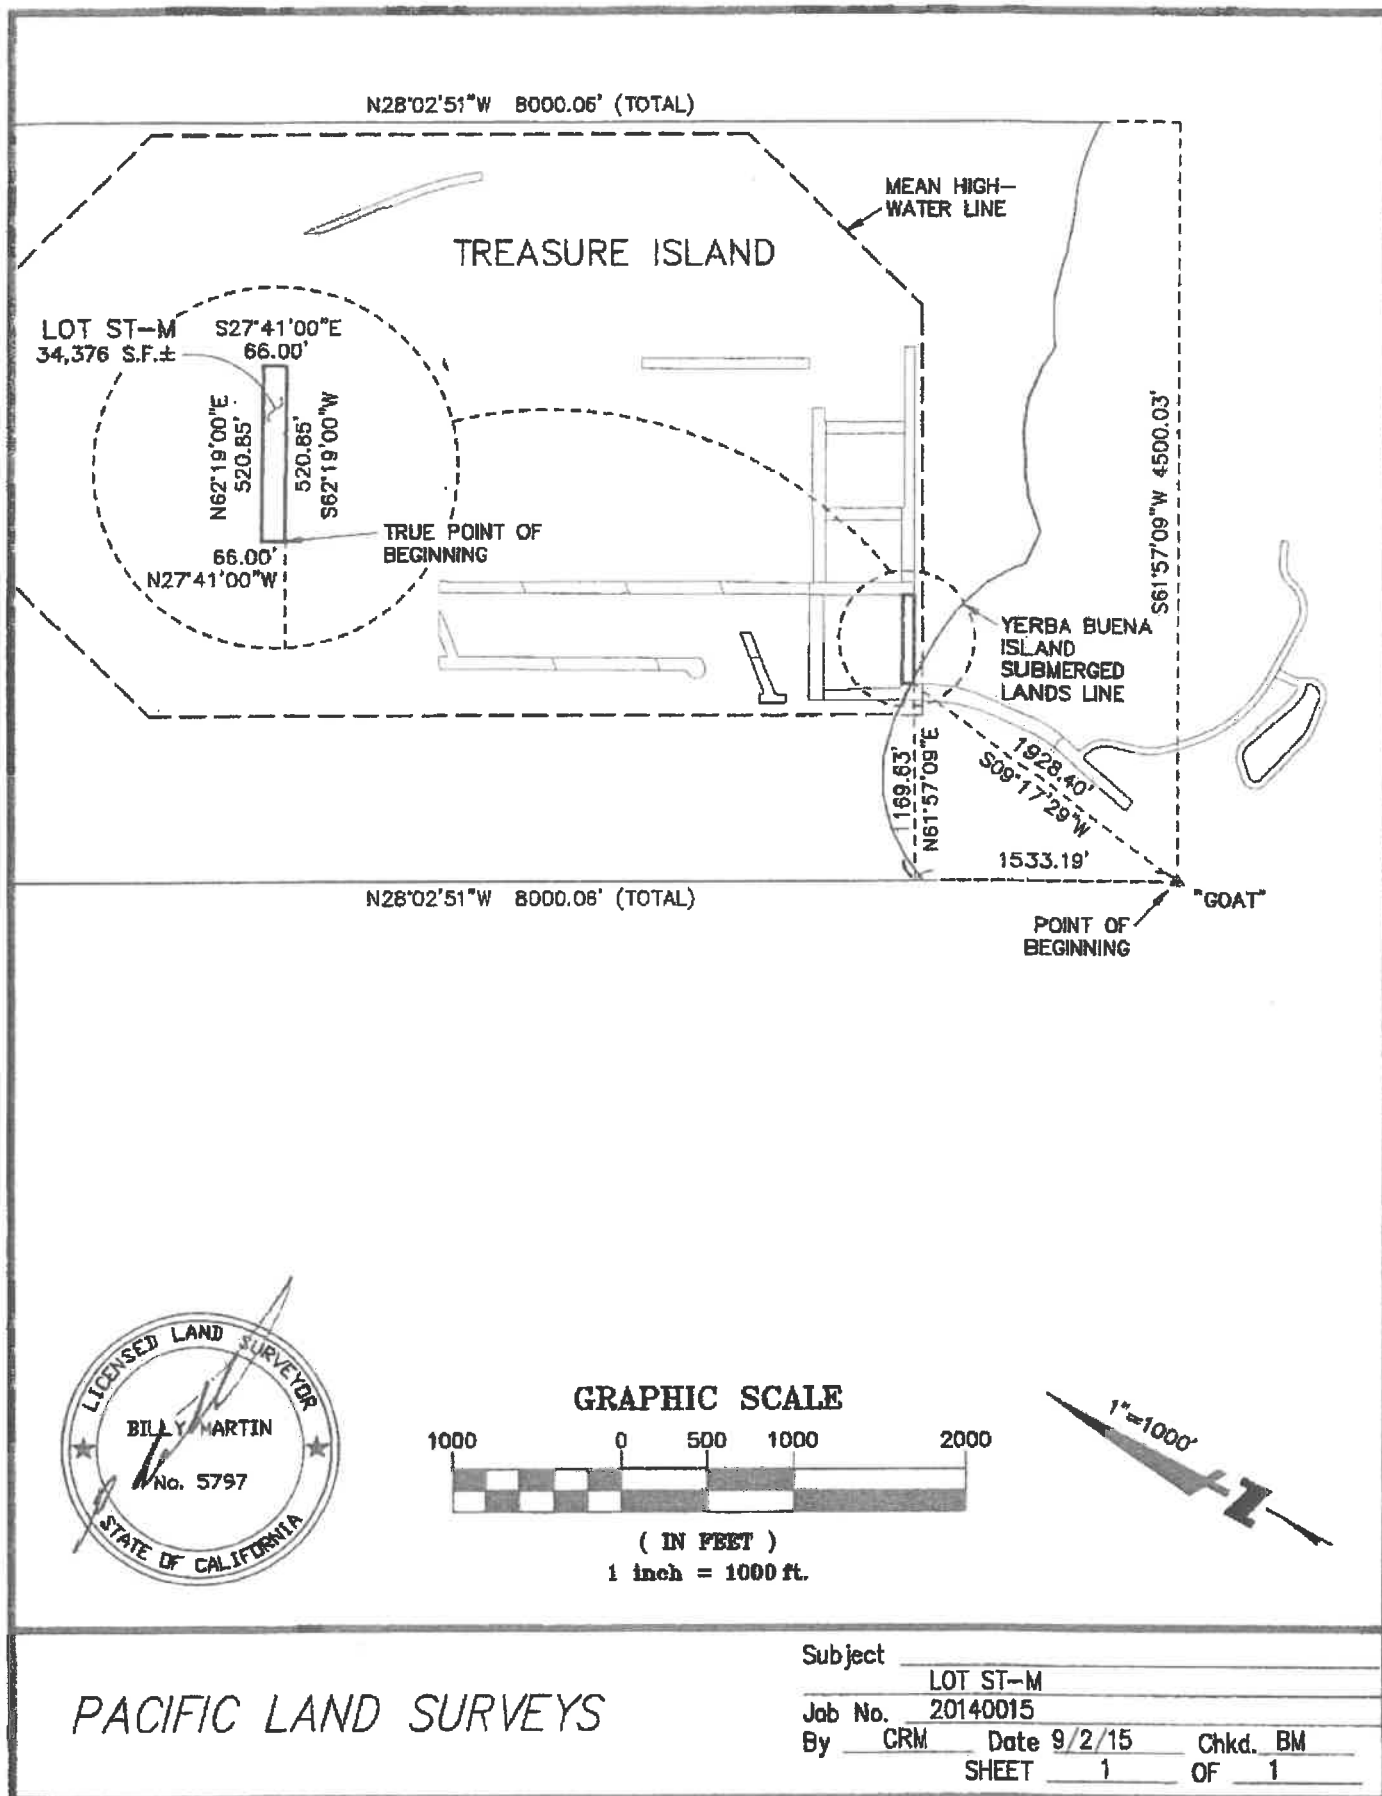 N28°02'51"W 8000.06' (TOTAL)
MEAN HIGH-
WATER LINE
TREASURE ISLAND
LOT ST-M
34,376 S.F.±
S27°41'00"E
66.00'
N62°19'00"E
520.85'
520.85'
S62°19'00"W
TRUE POINT OF
BEGINNING
66.00'
N27°41'00"W
S61°57'09"W 4500.03'
YERBA BUENA
ISLAND
SUBMERGED
LANDS LINE
1169.63'
N61°57'09"E
1928.40'
S09°17'29"W
1533.19'
"GOAT"
POINT OF
BEGINNING
N28°02'51"W 8000.06' (TOTAL)
LICENSED LAND SURVEYOR
BILLY MARTIN
No. 5797
STATE OF CALIFORNIA
GRAPHIC SCALE
1000 0 500 1000 2000
( IN FEET )
1 inch = 1000 ft.
1"=1000'
N
PACIFIC LAND SURVEYS
Subject
LOT ST-M
Job No. 20140015
By CRM Date 9/2/15 Chkd. BM
SHEET 1 OF 1